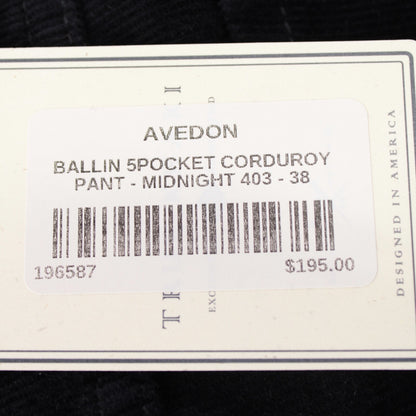 AVEDON
BALLIN 5POCKET CORDUROY
PANT - MIDNIGHT 403 - 38
196587
$195.00
DESIGNED IN AMERICA